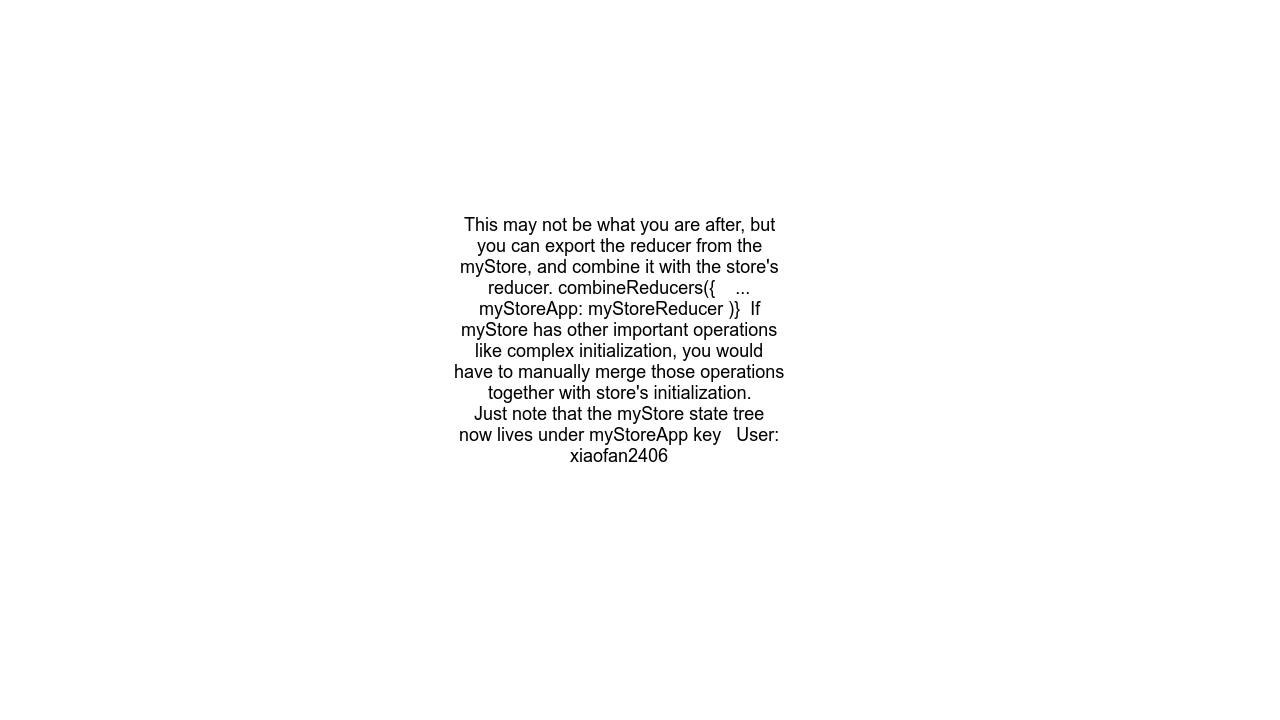 This may not be what you are after, but
you can export the reducer from the
myStore, and combine it with the store's
reducer. combineReducers({    ...
myStoreApp: myStoreReducer )}  If
myStore has other important operations
like complex initialization, you would
have to manually merge those operations
together with store's initialization.
Just note that the myStore state tree
now lives under myStoreApp key   User:
xiaofan2406